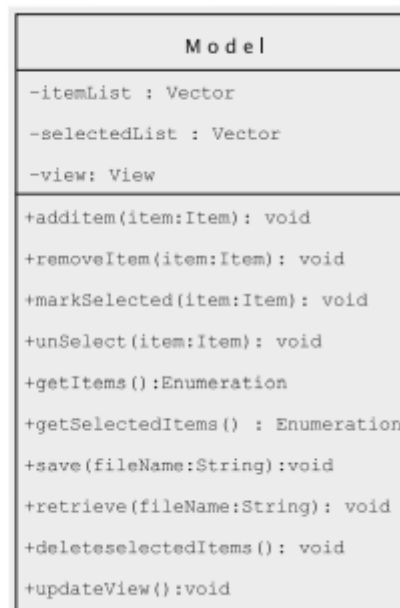 Model
-itemList : Vector
-selectedList : Vector
-view: View
+additem(item:Item): void
+removeItem(item:Item): void
+markSelected(item:Item): void
+unSelect(item:Item): void
+getItems():Enumeration
+getSelectedItems() : Enumeration
+save(fileName:String):void
+retrieve(fileName:String): void
+deleteselectedItems(): void
+updateView():void